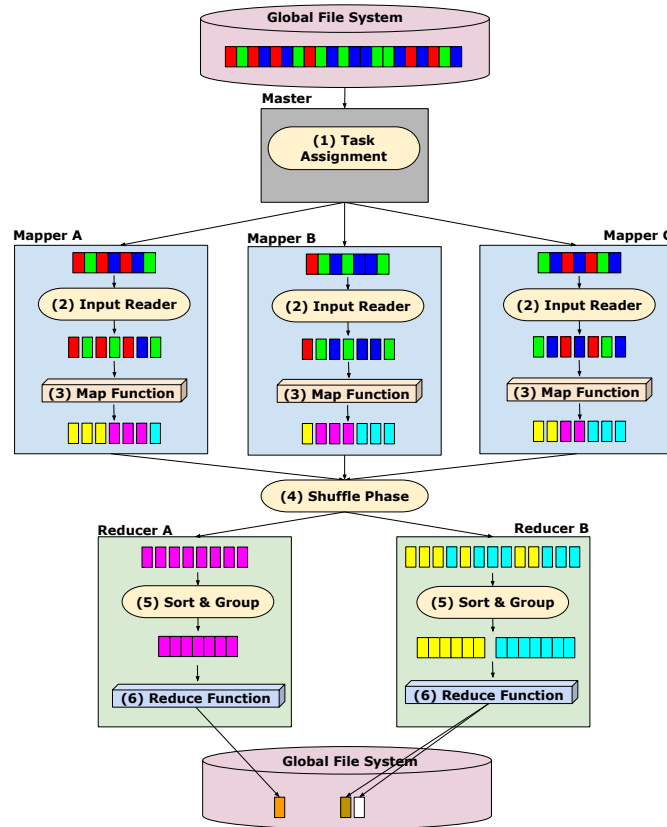 Global File System
Master
(1) Task
Assignment
Mapper A
Mapper B
Mapper C
(2) Input Reader
(2) Input Reader
(2) Input Reader
(3) Map Function
(3) Map Function
(3) Map Function
(4) Shuffle Phase
Reducer A
Reducer B
(5) Sort & Group
(5) Sort & Group
(6) Reduce Function
(6) Reduce Function
Global File System